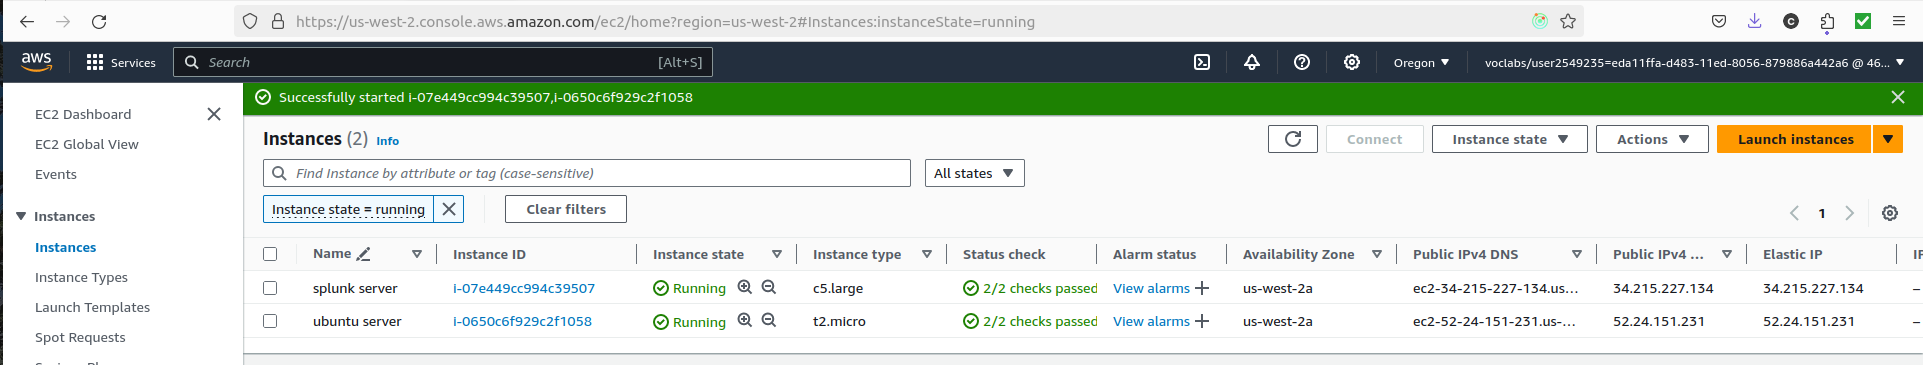 https://us-west-2.console.aws.amazon.com/ec2/home?region=us-west-2#Instances:instanceState=running
C
aws Services Search [Alt+S] Oregon voclabs/user2549235=eda11ffa-d483-11ed-8056-879886a442a6 @ 46...
Successfully started i-07e449cc994c39507,i-0650c6f929c2f1058
EC2 Dashboard
EC2 Global View
Events
Instances
Instances
Instance Types
Launch Templates
Spot Requests
Instances (2) Info
Connect Instance state Actions Launch instances
Find Instance by attribute or tag (case-sensitive) All states
Instance state = running Clear filters
1
Name Instance ID Instance state Instance type Status check Alarm status Availability Zone Public IPv4 DNS Public IPv4 ... Elastic IP IP
splunk server i-07e449cc994c39507 Running c5.large 2/2 checks passed View alarms + us-west-2a ec2-34-215-227-134.us... 34.215.227.134 34.215.227.134 –
ubuntu server i-0650c6f929c2f1058 Running t2.micro 2/2 checks passed View alarms + us-west-2a ec2-52-24-151-231.us-... 52.24.151.231 52.24.151.231 –